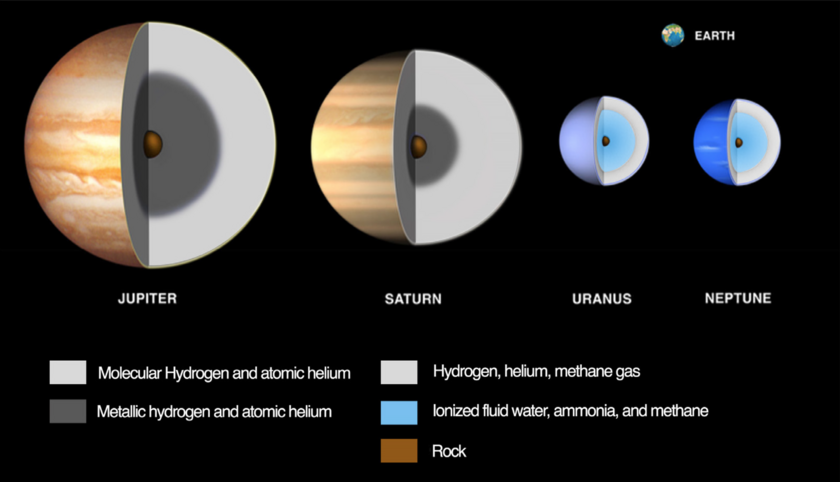 EARTH
JUPITER
SATURN
URANUS
NEPTUNE
Molecular Hydrogen and atomic helium
Metallic hydrogen and atomic helium
Hydrogen, helium, methane gas
Ionized fluid water, ammonia, and methane
Rock